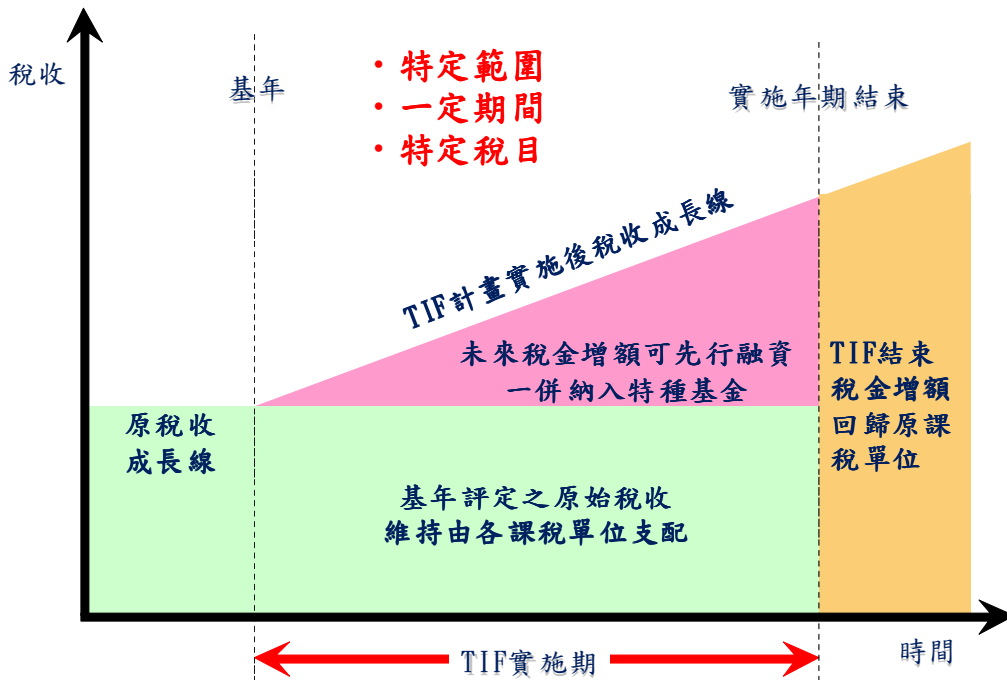 稅收
基年
・特定範圍
・一定期間
・特定稅目
實施年期結束
TIF計畫實施後稅收成長線
未來稅金增額可先行融資
一併納入特種基金
TIF結束
稅金增額
回歸原課
稅單位
原稅收
成長線
基年評定之原始稅收
維持由各課稅單位支配
時間
TIF實施期